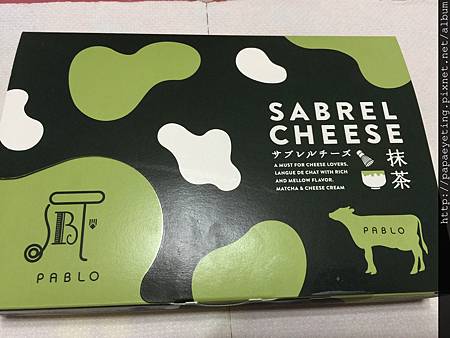 SABREL
CHEESE
サブレルチーズ
A MUST FOR CHEESE LOVERS.
LANGUE DE CHAT WITH RICH
AND MELLOW FLAVOR.
MATCHA & CHEESE CREAM
抹茶
PABLO
PABLO
http://papaeyeting.pixnet.net/album